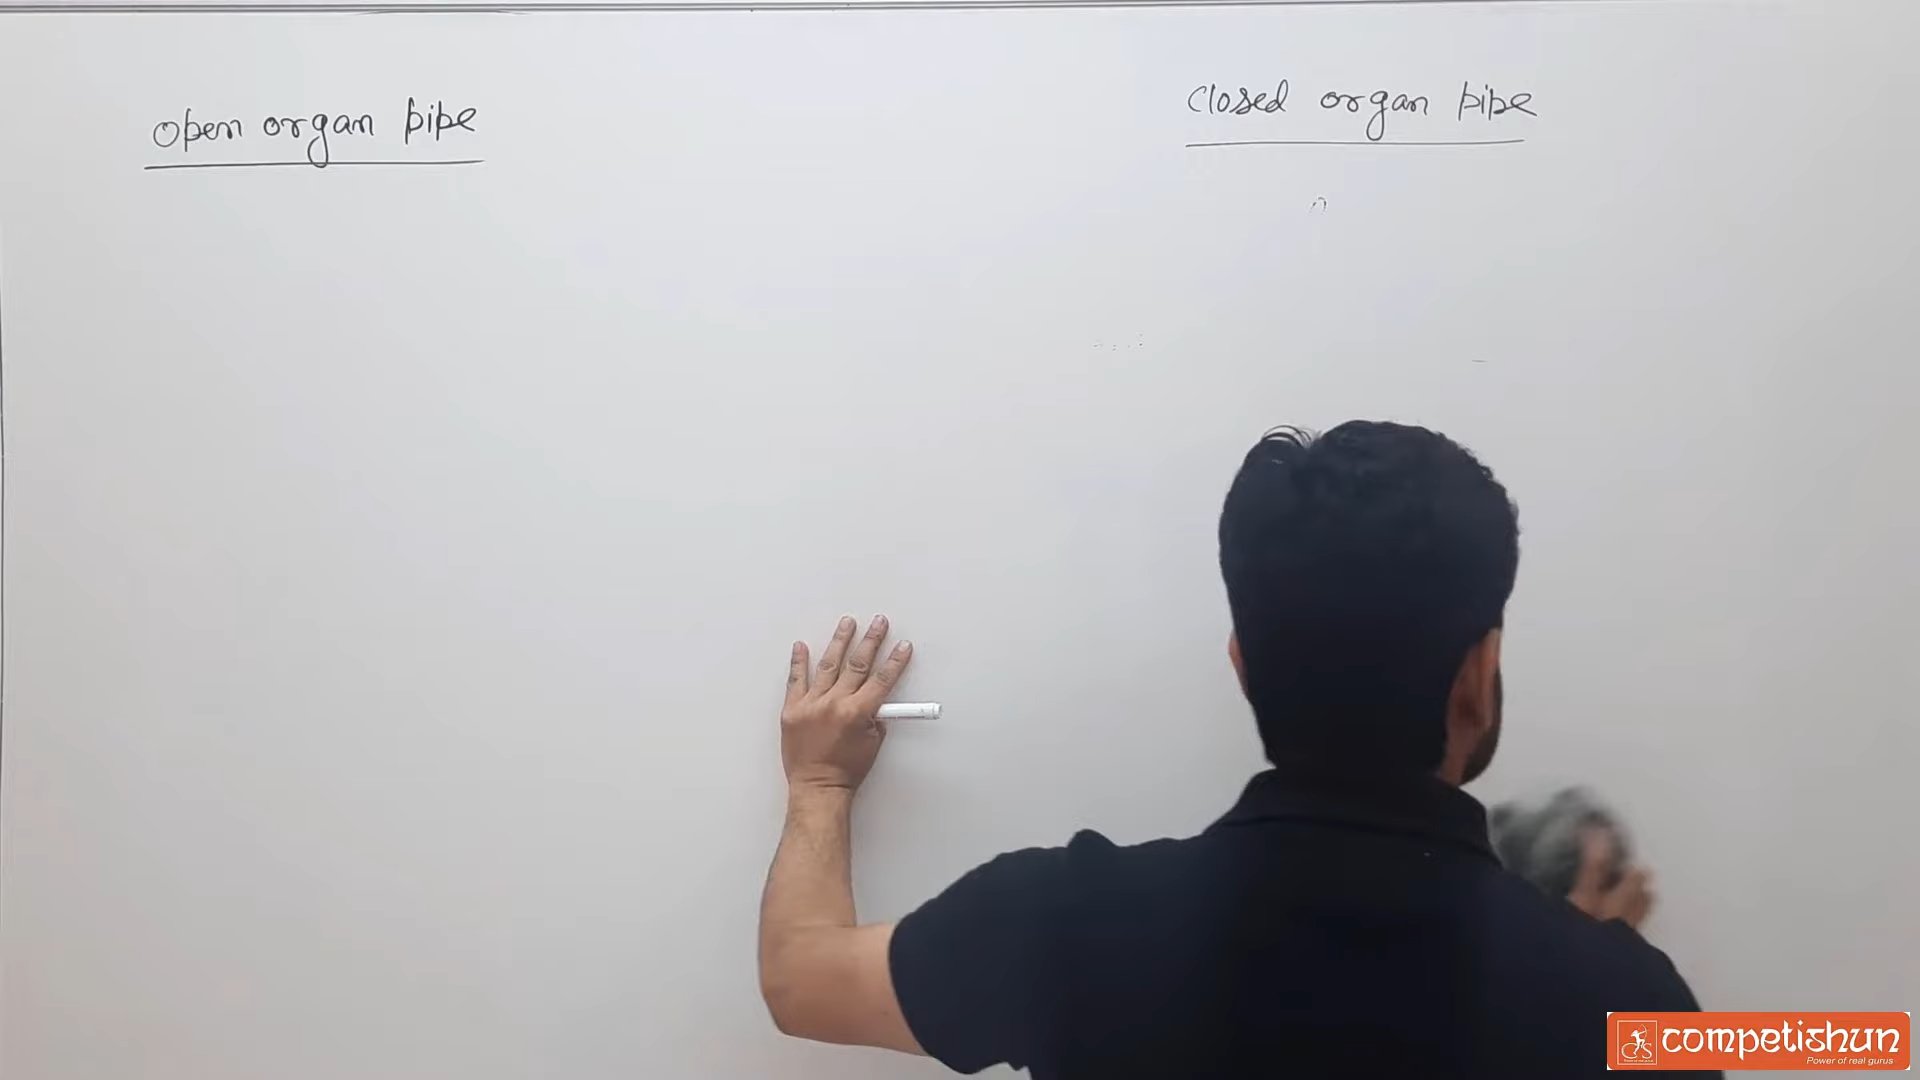 open organ pipe
closed organ pipe
competishun
Power of real gurus